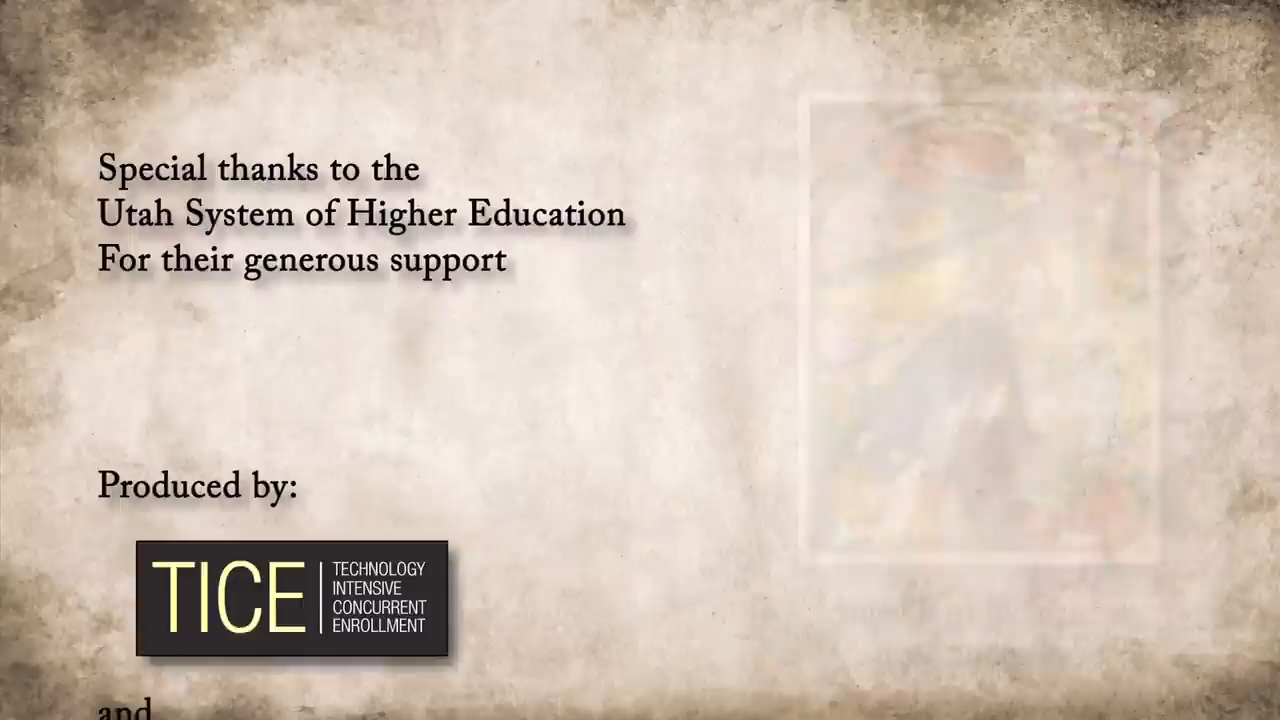 Special thanks to the
Utah System of Higher Education
For their generous support
Produced by:
TICE
TECHNOLOGY
INTENSIVE
CONCURRENT
ENROLLMENT
and